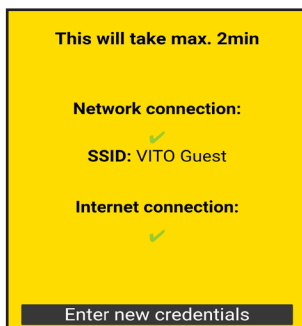 This will take max. 2min
Network connection:
✔
SSID: VITO Guest
Internet connection:
✔
Enter new credentials